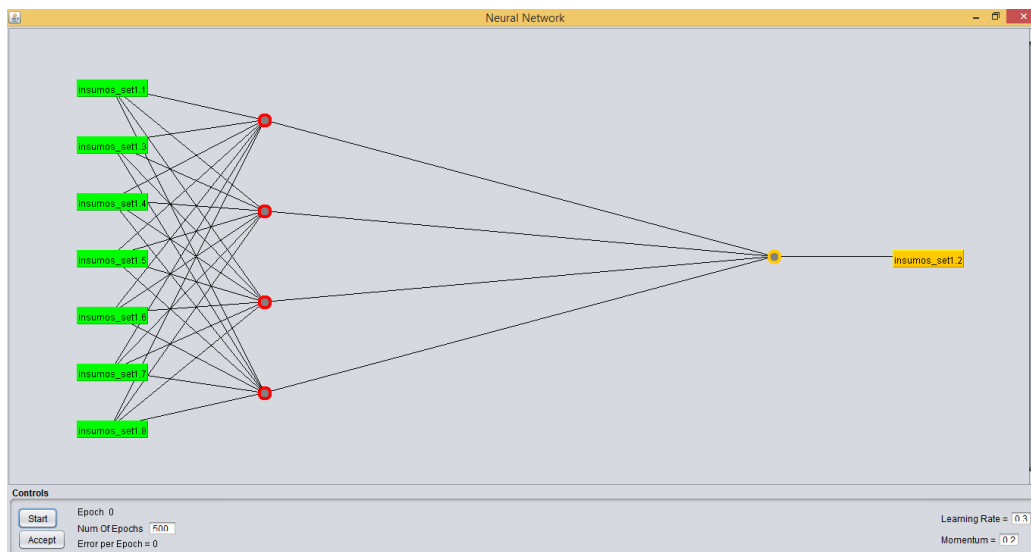 Neural Network
insumos_set1.1
insumos_set1.3
insumos_set1.4
insumos_set1.5
insumos_set1.6
insumos_set1.7
insumos_set1.8
insumos_set1.2
Controls
Start
Accept
Epoch 0
Num Of Epochs 500
Error per Epoch = 0
Learning Rate = 0.3
Momentum = 0.2